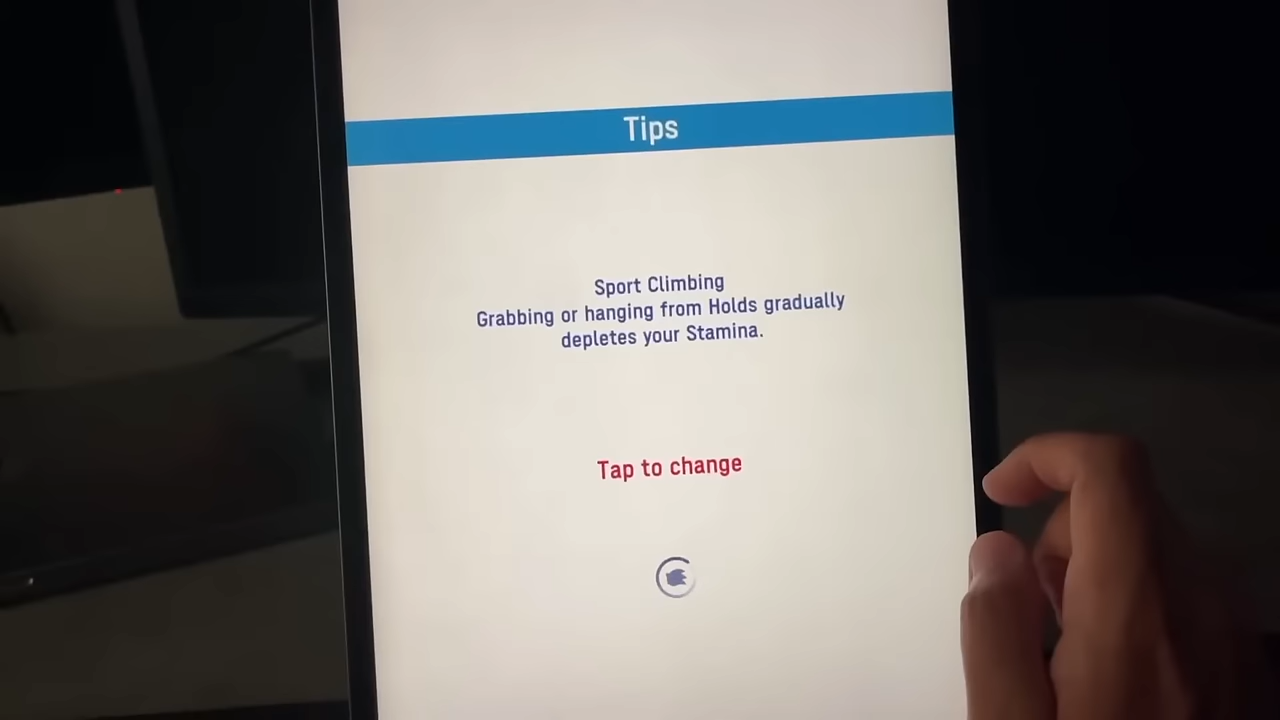 Tips
Sport Climbing
Grabbing or hanging from Holds gradually
depletes your Stamina.
Tap to change